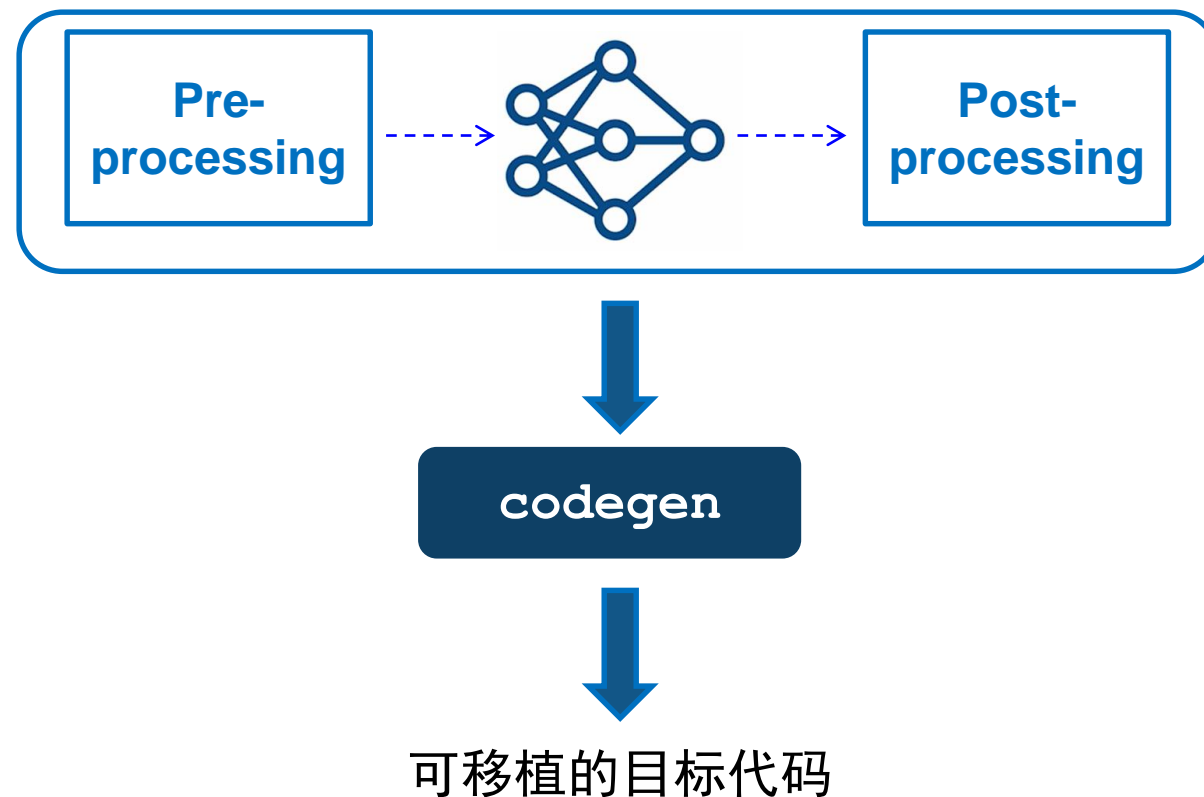 Pre-
processing
Post-
processing
codegen
可移植的目标代码